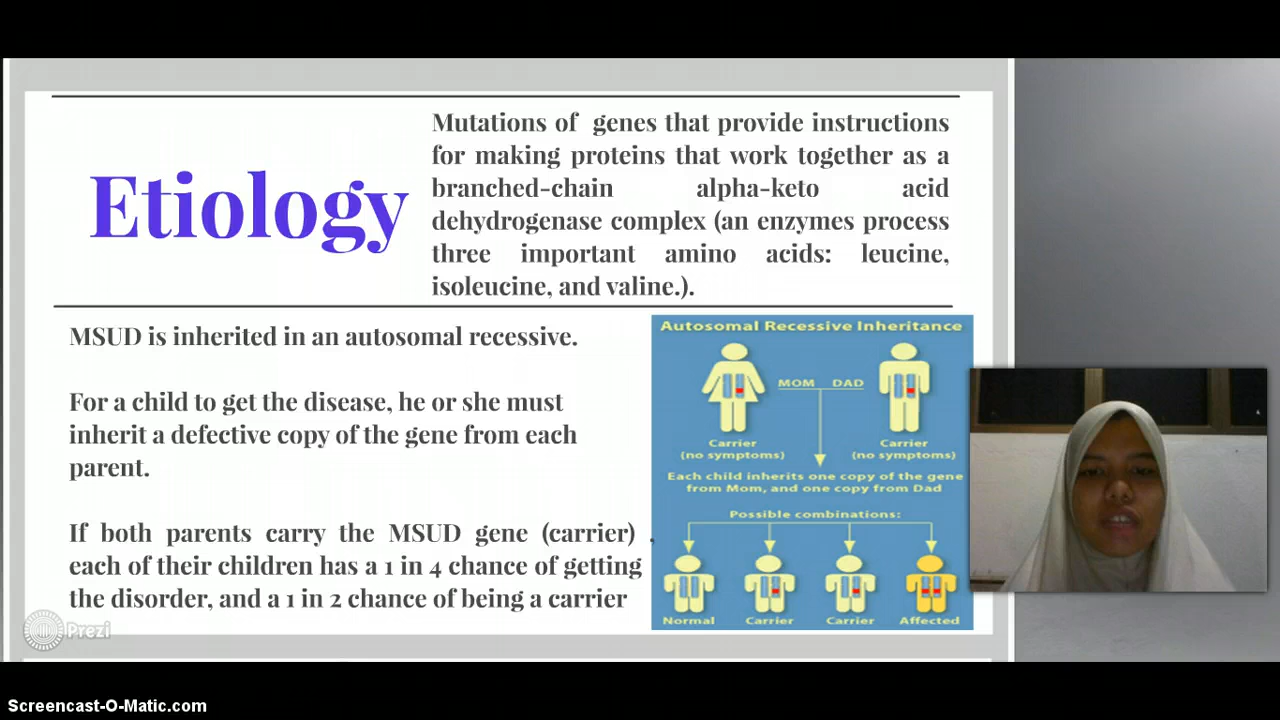 Etiology
Mutations of genes that provide instructions
for making proteins that work together as a
branched-chain alpha-keto acid
dehydrogenase complex (an enzymes process
three important amino acids: leucine,
isoleucine, and valine.).
MSUD is inherited in an autosomal recessive.
For a child to get the disease, he or she must
inherit a defective copy of the gene from each
parent.
If both parents carry the MSUD gene (carrier) ,
each of their children has a 1 in 4 chance of getting
the disorder, and a 1 in 2 chance of being a carrier
Autosomal Recessive Inheritance
MOM DAD
Carrier
(no symptoms)
Carrier
(no symptoms)
Each child inherits one copy of the gene
from Mom, and one copy from Dad
Possible combinations:
Normal Carrier Carrier Affected
Prezi
Screencast-O-Matic.com